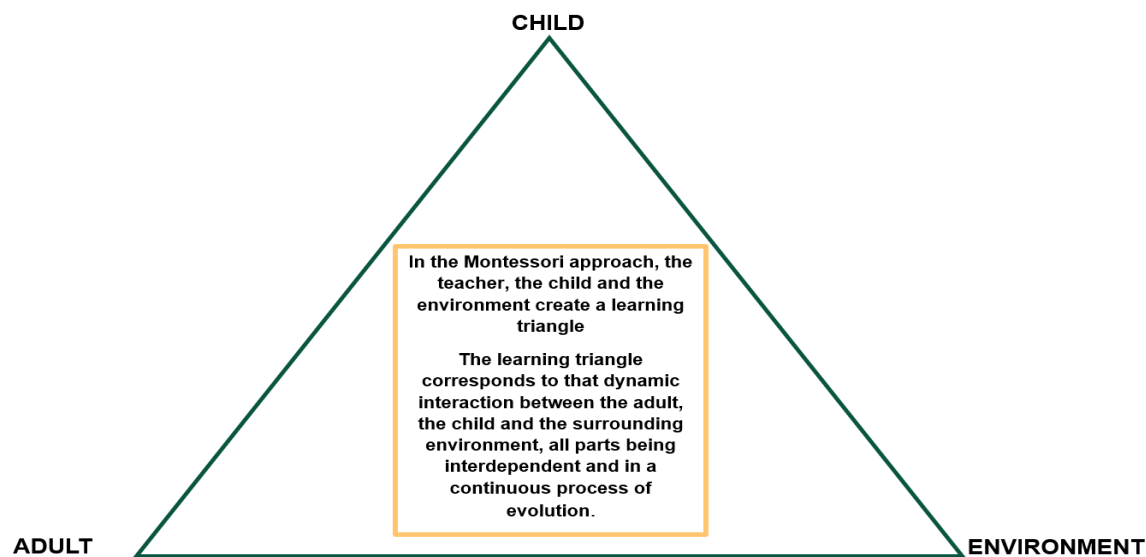 CHILD
In the Montessori approach, the
teacher, the child and the
environment create a learning
triangle
The learning triangle
corresponds to that dynamic
interaction between the adult,
the child and the surrounding
environment, all parts being
interdependent and in a
continuous process of
evolution.
ADULT
ENVIRONMENT